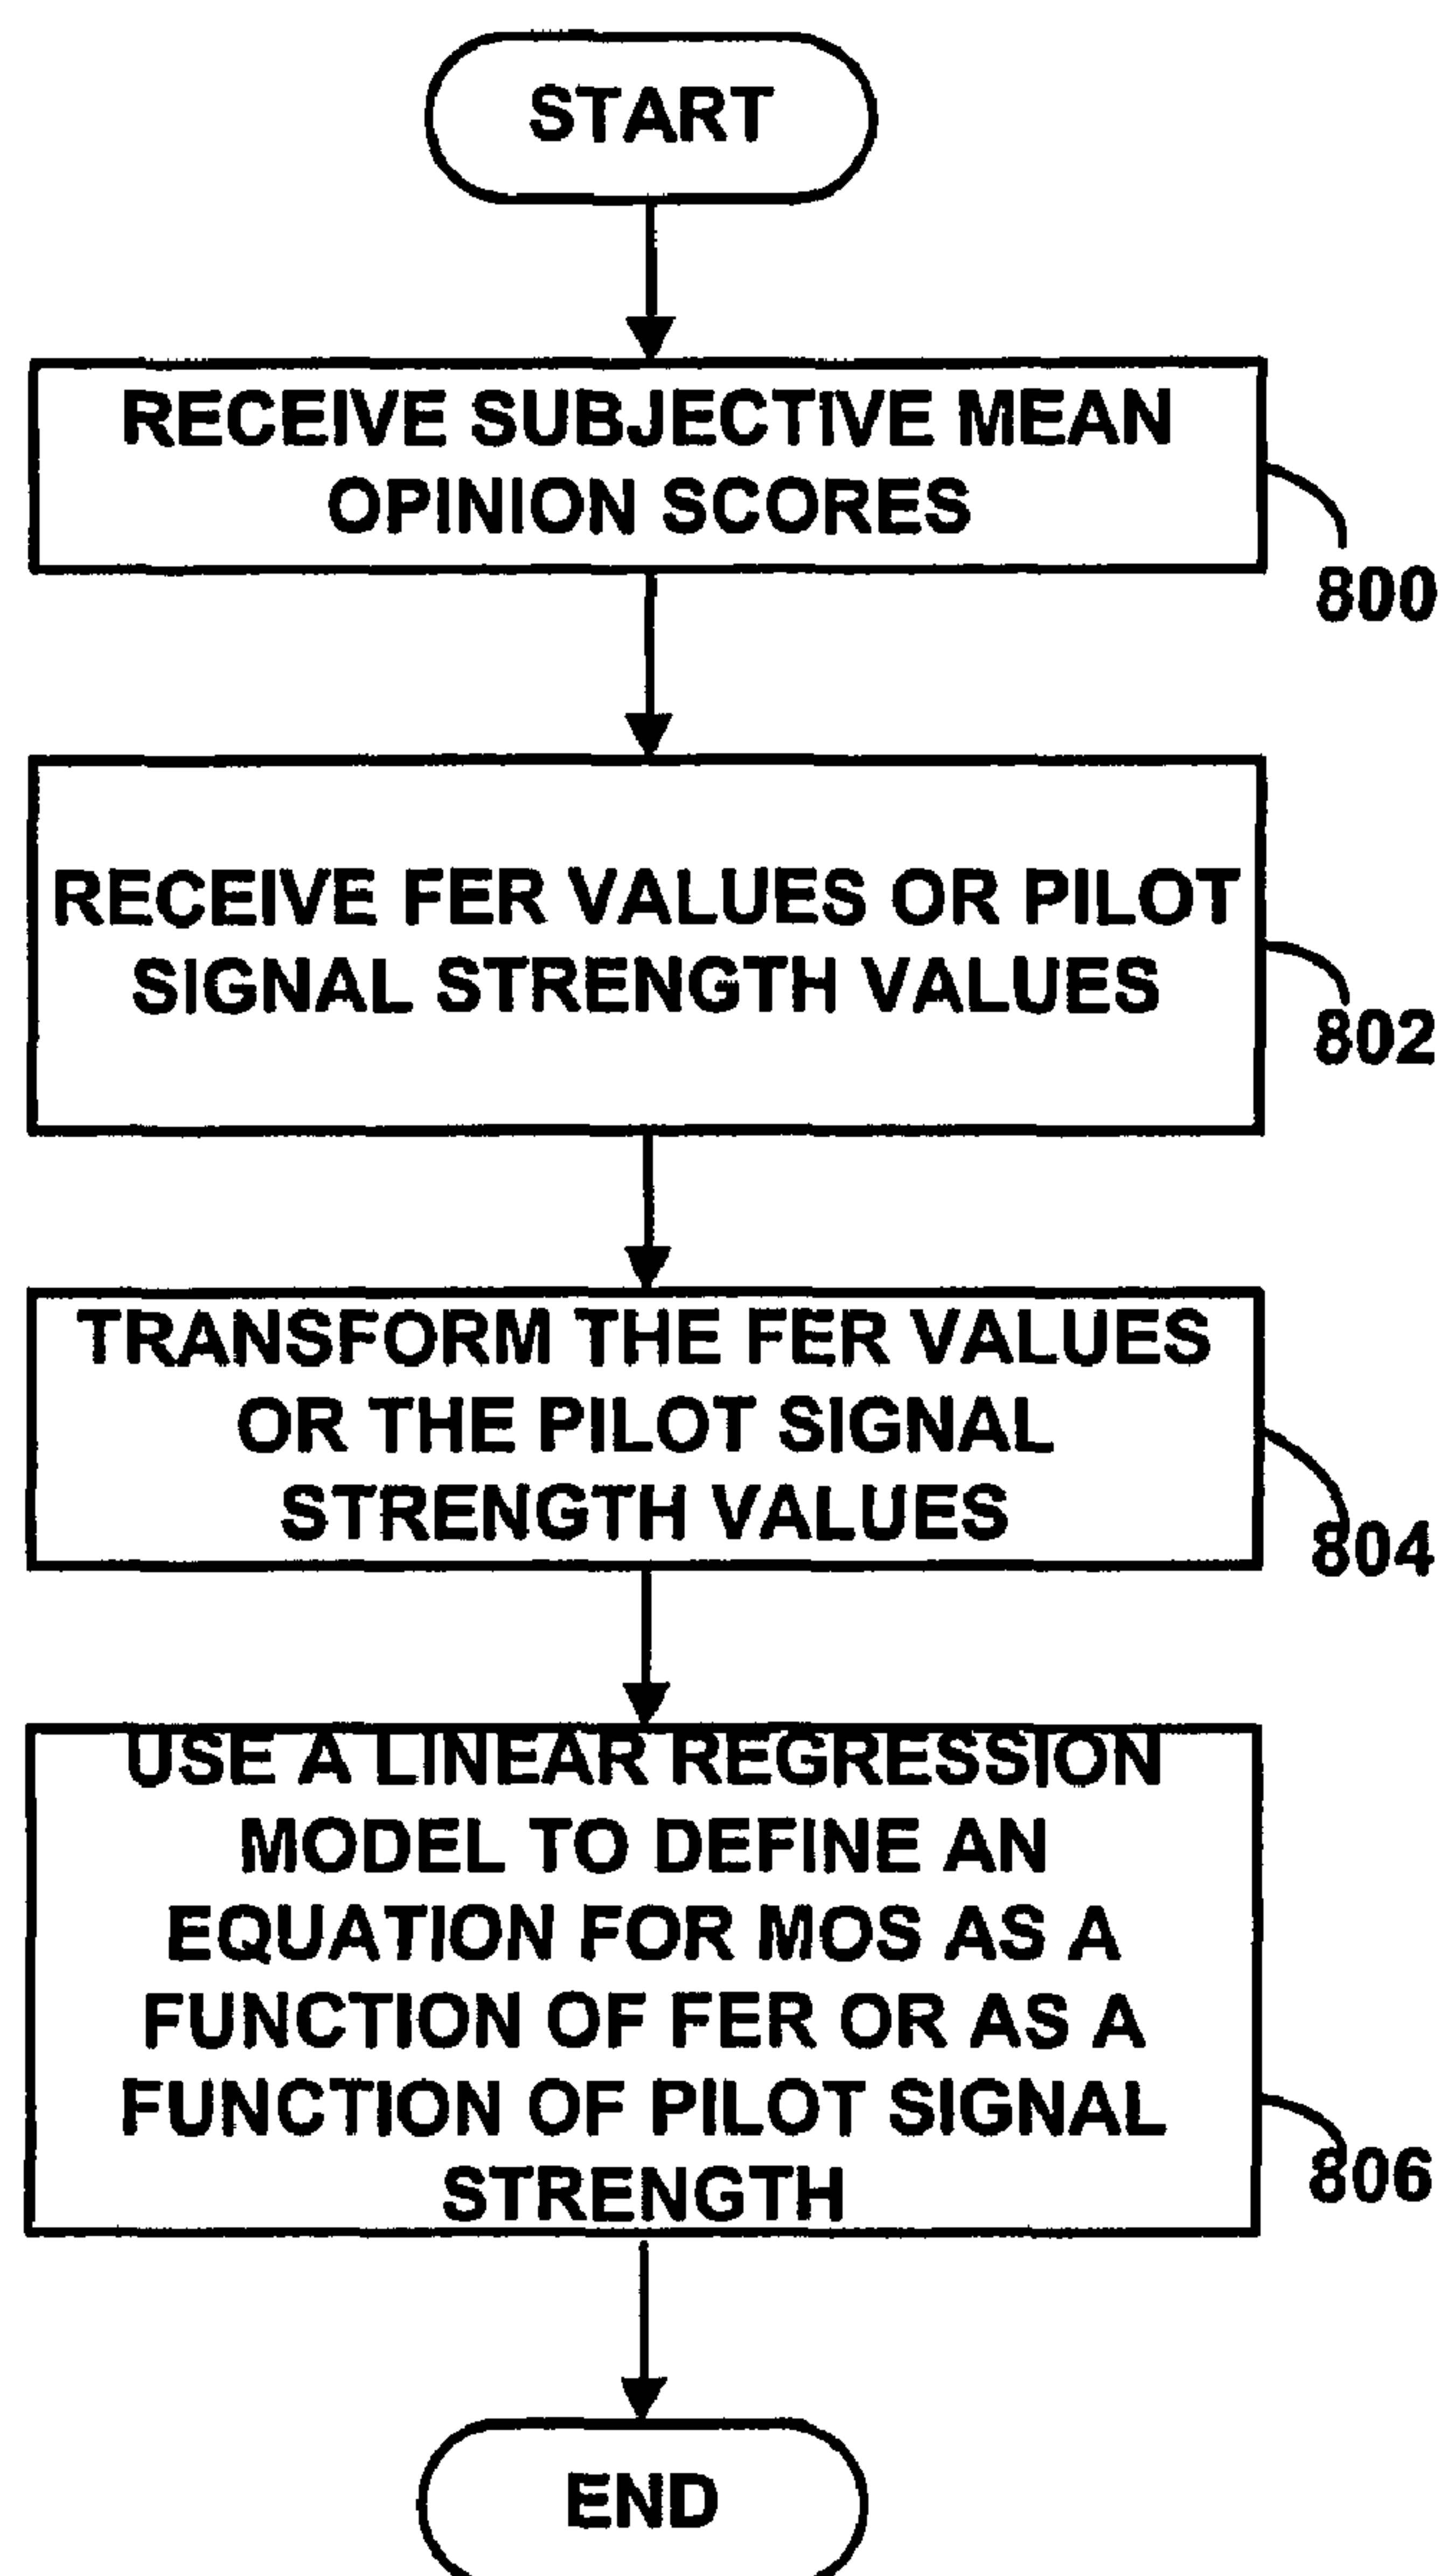 START
RECEIVE SUBJECTIVE MEAN
OPINION SCORES
800
RECEIVE FER VALUES OR PILOT
SIGNAL STRENGTH VALUES
802
TRANSFORM THE FER VALUES
OR THE PILOT SIGNAL
STRENGTH VALUES
804
USE A LINEAR REGRESSION
MODEL TO DEFINE AN
EQUATION FOR MOS AS A
FUNCTION OF FER OR AS A
FUNCTION OF PILOT SIGNAL
STRENGTH
806
END